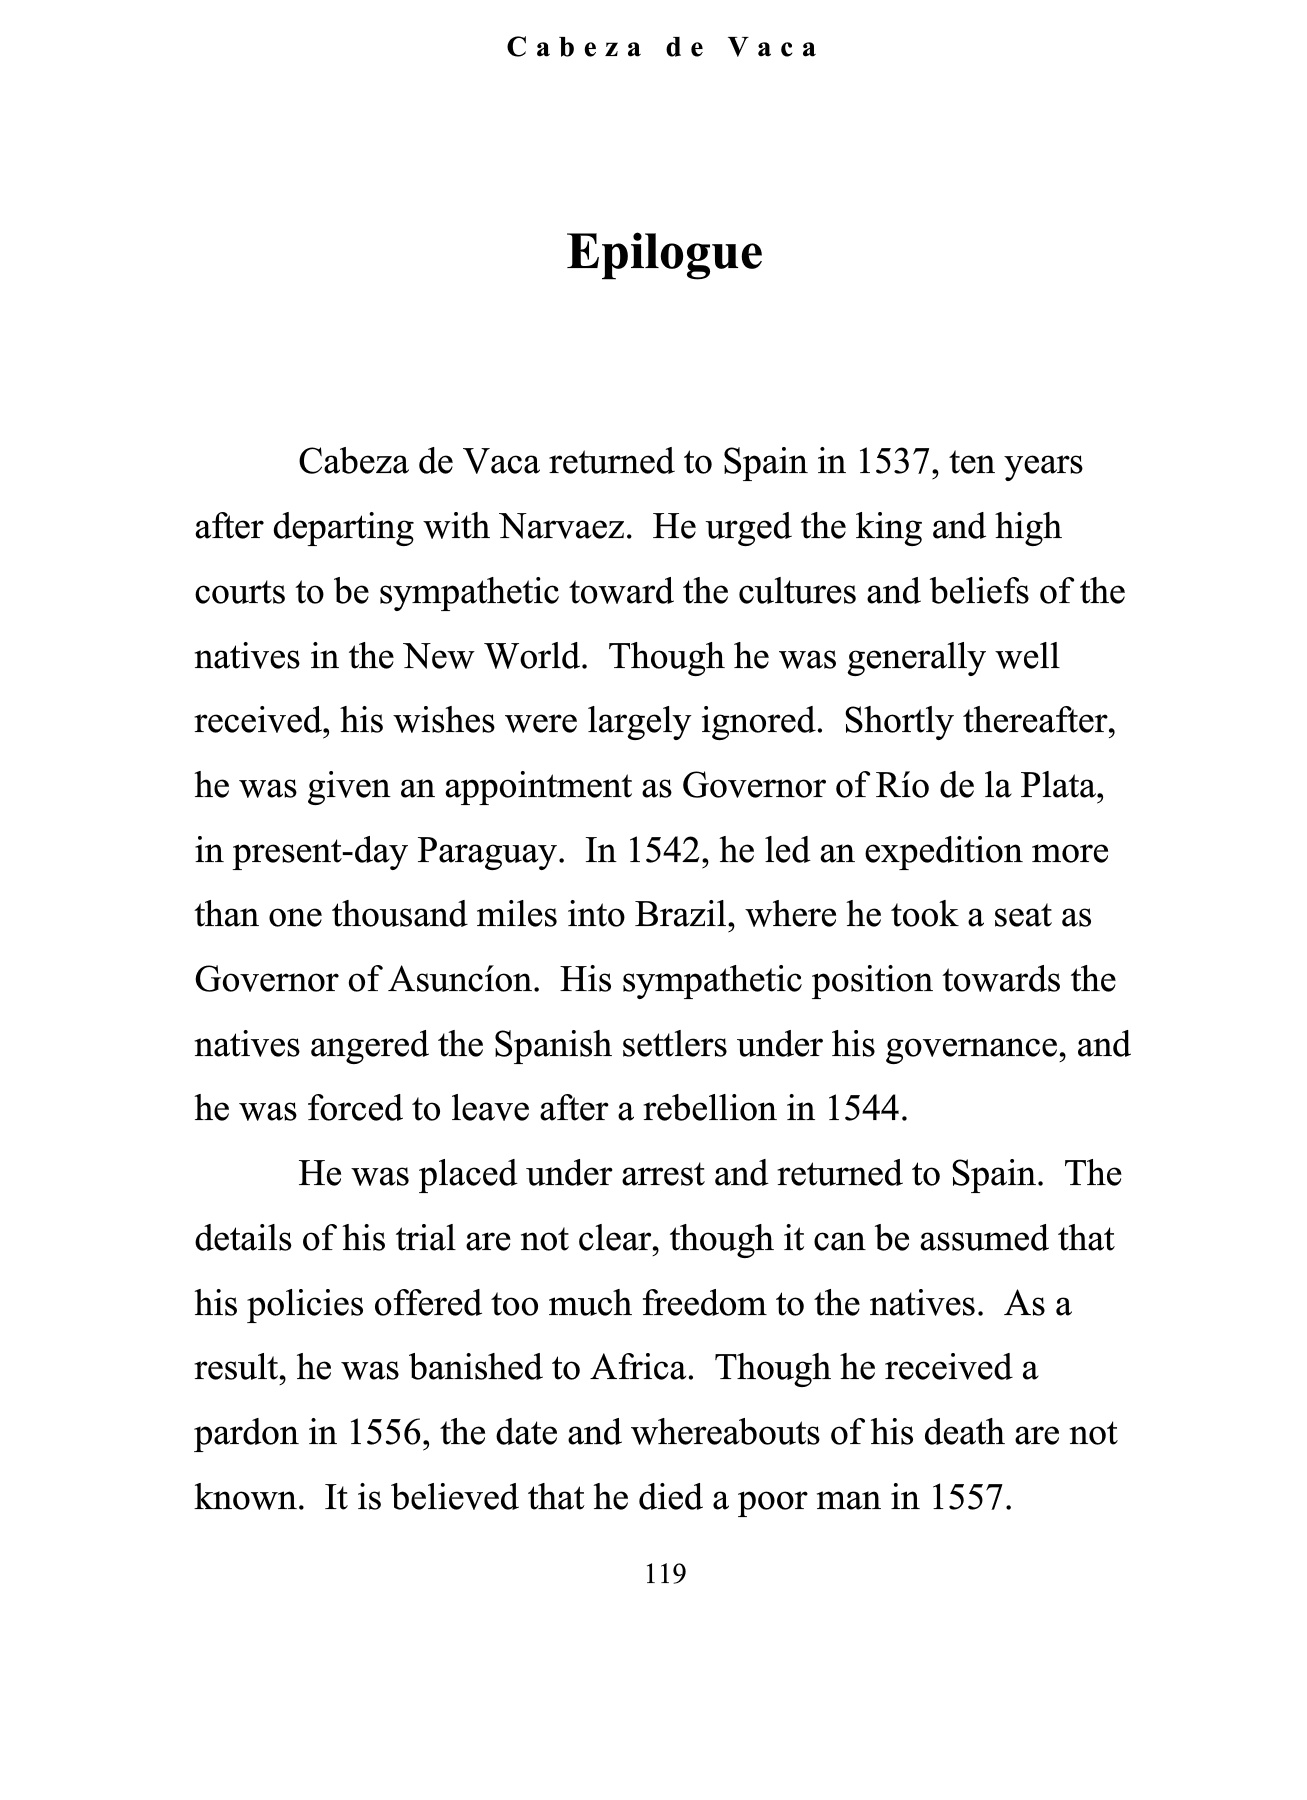 Cabeza de Vaca
Epilogue
Cabeza de Vaca returned to Spain in 1537, ten years
after departing with Narvaez.  He urged the king and high
courts to be sympathetic toward the cultures and beliefs of the
natives in the New World.  Though he was generally well
received, his wishes were largely ignored.  Shortly thereafter,
he was given an appointment as Governor of Río de la Plata,
in present-day Paraguay.  In 1542, he led an expedition more
than one thousand miles into Brazil, where he took a seat as
Governor of Asuncíon.  His sympathetic position towards the
natives angered the Spanish settlers under his governance, and
he was forced to leave after a rebellion in 1544.
He was placed under arrest and returned to Spain.  The
details of his trial are not clear, though it can be assumed that
his policies offered too much freedom to the natives.  As a
result, he was banished to Africa.  Though he received a
pardon in 1556, the date and whereabouts of his death are not
known.  It is believed that he died a poor man in 1557.
119